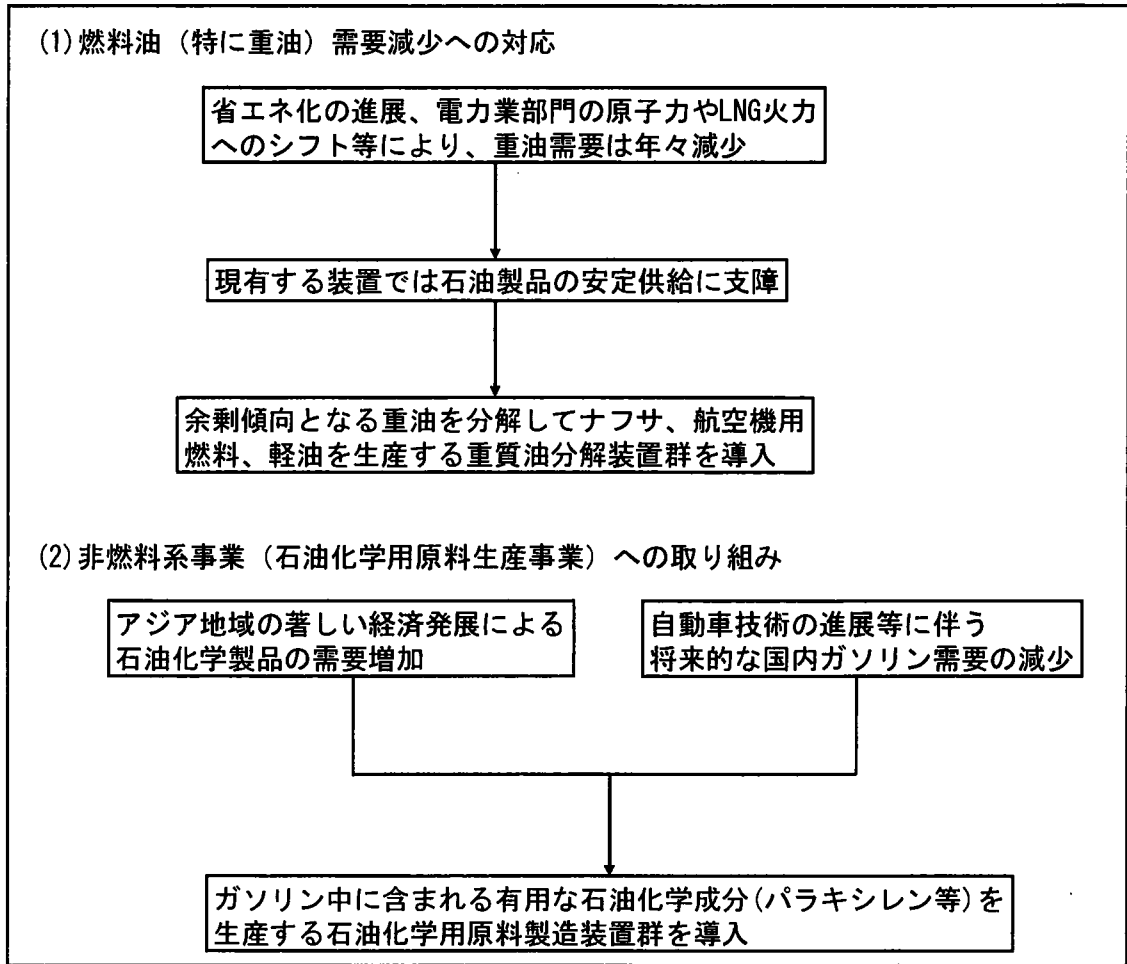 (1)燃料油（特に重油）需要減少への対応
省エネ化の進展、電力業部門の原子力やLNG火力
へのシフト等により、重油需要は年々減少
現有する装置では石油製品の安定供給に支障
余剰傾向となる重油を分解してナフサ、航空機用
燃料、軽油を生産する重質油分解装置群を導入
(2)非燃料系事業（石油化学用原料生産事業）への取り組み
アジア地域の著しい経済発展による
石油化学製品の需要増加
自動車技術の進展等に伴う
将来的な国内ガソリン需要の減少
ガソリン中に含まれる有用な石油化学成分(パラキシレン等)を
生産する石油化学用原料製造装置群を導入